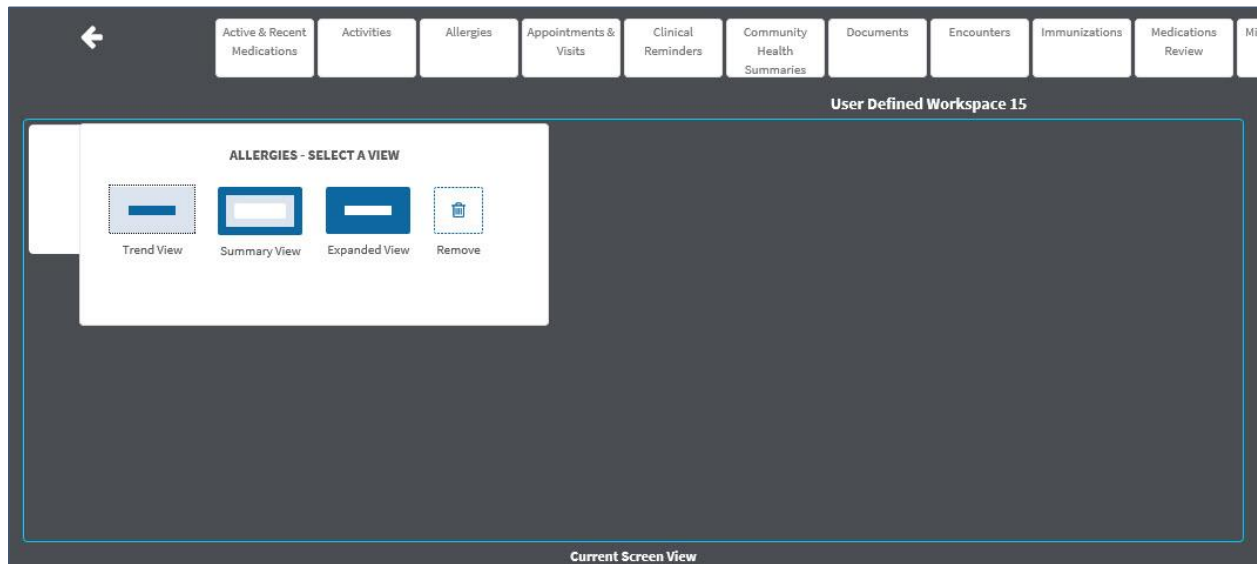 Active & Recent
Medications
Activities
Allergies
Appointments &
Visits
Clinical
Reminders
Community
Health
Summaries
Documents
Encounters
Immunizations
Medications
Review
Mi
User Defined Workspace 15
ALLERGIES - SELECT A VIEW
Trend View
Summary View
Expanded View
Remove
Current Screen View